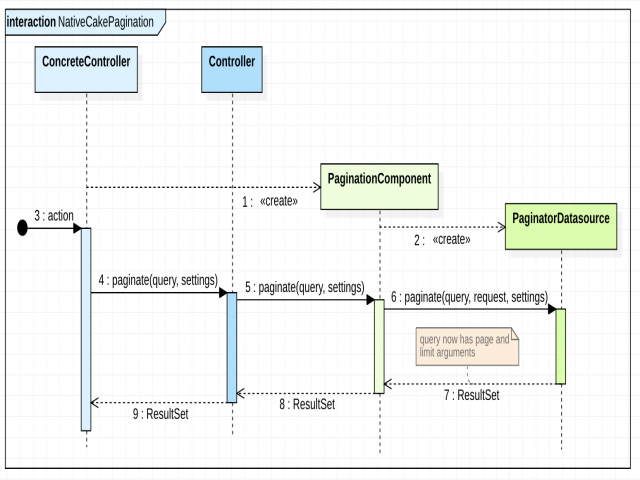 interaction NativeCakePagination
ConcreteController
Controller
PaginationComponent
1 : «create»
PaginatorDatasource
3 : action
2 : «create»
4 : paginate(query, settings)
5 : paginate(query, settings)
6 : paginate(query, request, settings)
query now has page and
limit arguments
7 : ResultSet
8 : ResultSet
9 : ResultSet